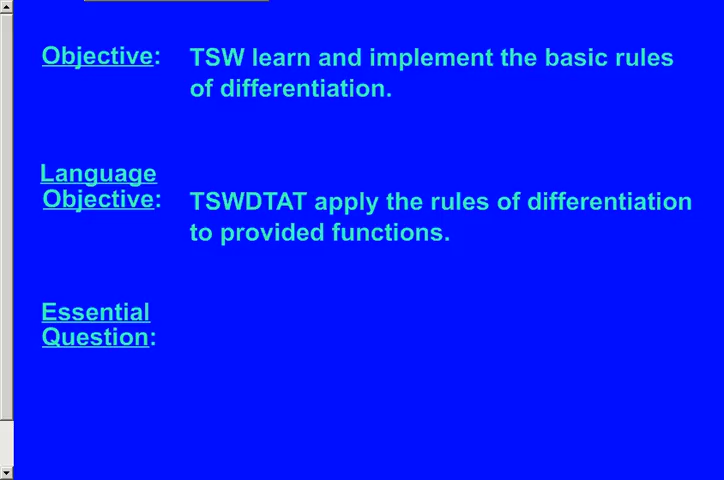 Objective: TSW learn and implement the basic rules
of differentiation.
Language
Objective: TSWDTAT apply the rules of differentiation
to provided functions.
Essential
Question: